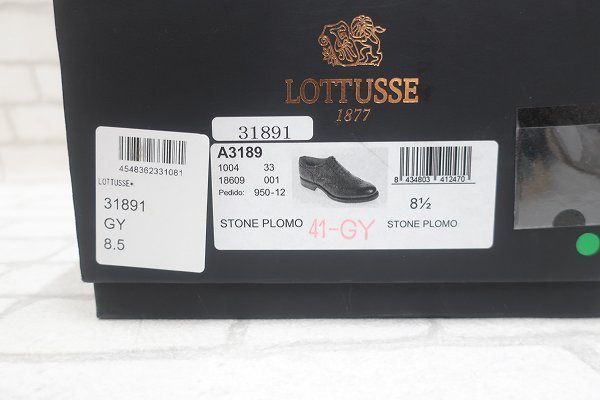 LOTTUSSE
1877
31891
A3189
1004 33
18609 001
Pedido: 950-12
8 434803 412470
8½
STONE PLOMO
41-GY
STONE PLOMO
4548362331081
LOTTUSSE*
31891
GY
8.5